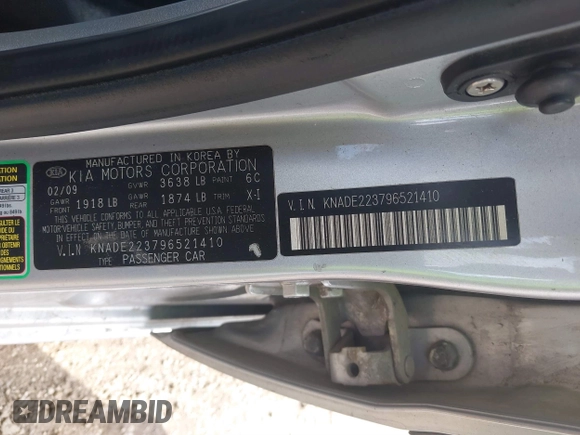 MANUFACTURED IN KOREA BY
KIA KIA MOTORS CORPORATION
02/09 GVWR 3638 LB PAINT 6C
GAWR FRONT 1918 LB GAWR REAR 1874 LB TRIM X-I
THIS VEHICLE CONFORMS TO ALL APPLICABLE U.S.A. FEDERAL
MOTOR VEHICLE SAFETY, BUMPER, AND THEFT PREVENTION STANDARDS
IN EFFECT ON THE DATE OF MANUFACTURE SHOWN ABOVE.
V.I.N KNADE223796521410
TYPE PASSENGER CAR
V.I.N KNADE223796521410
DREAMBID